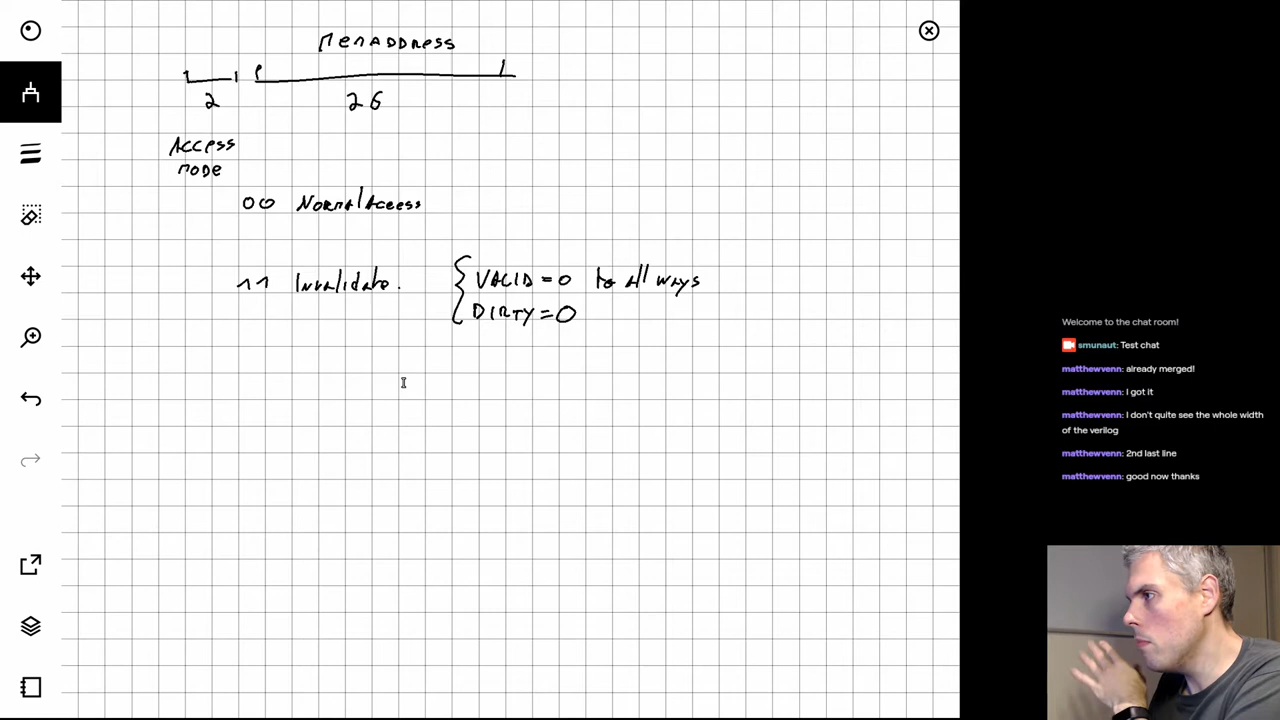 MEMADDRESS
2 26
Access
mode
00 Normal Access
11 Invalidate. { VALID = 0 to all ways
DIRTY = 0
Welcome to the chat room!
smunaut: Test chat
matthewvenn: already merged!
matthewvenn: I got it
matthewvenn: I don't quite see the whole width
of the verilog
matthewvenn: 2nd last line
matthewvenn: good now thanks